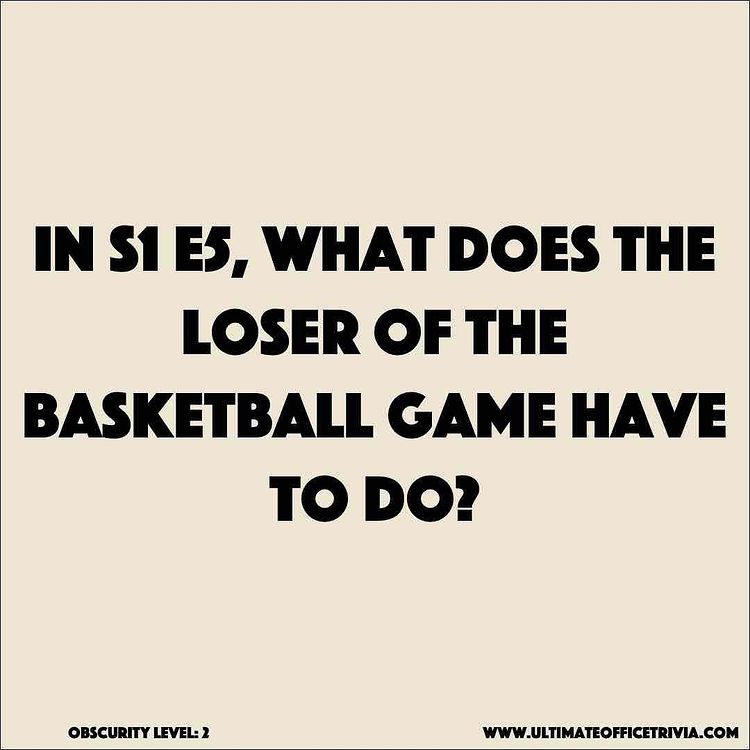 IN S1 E5, WHAT DOES THE
LOSER OF THE
BASKETBALL GAME HAVE
TO DO?
OBSCURITY LEVEL: 2
WWW.ULTIMATEOFFICETRIVIA.COM